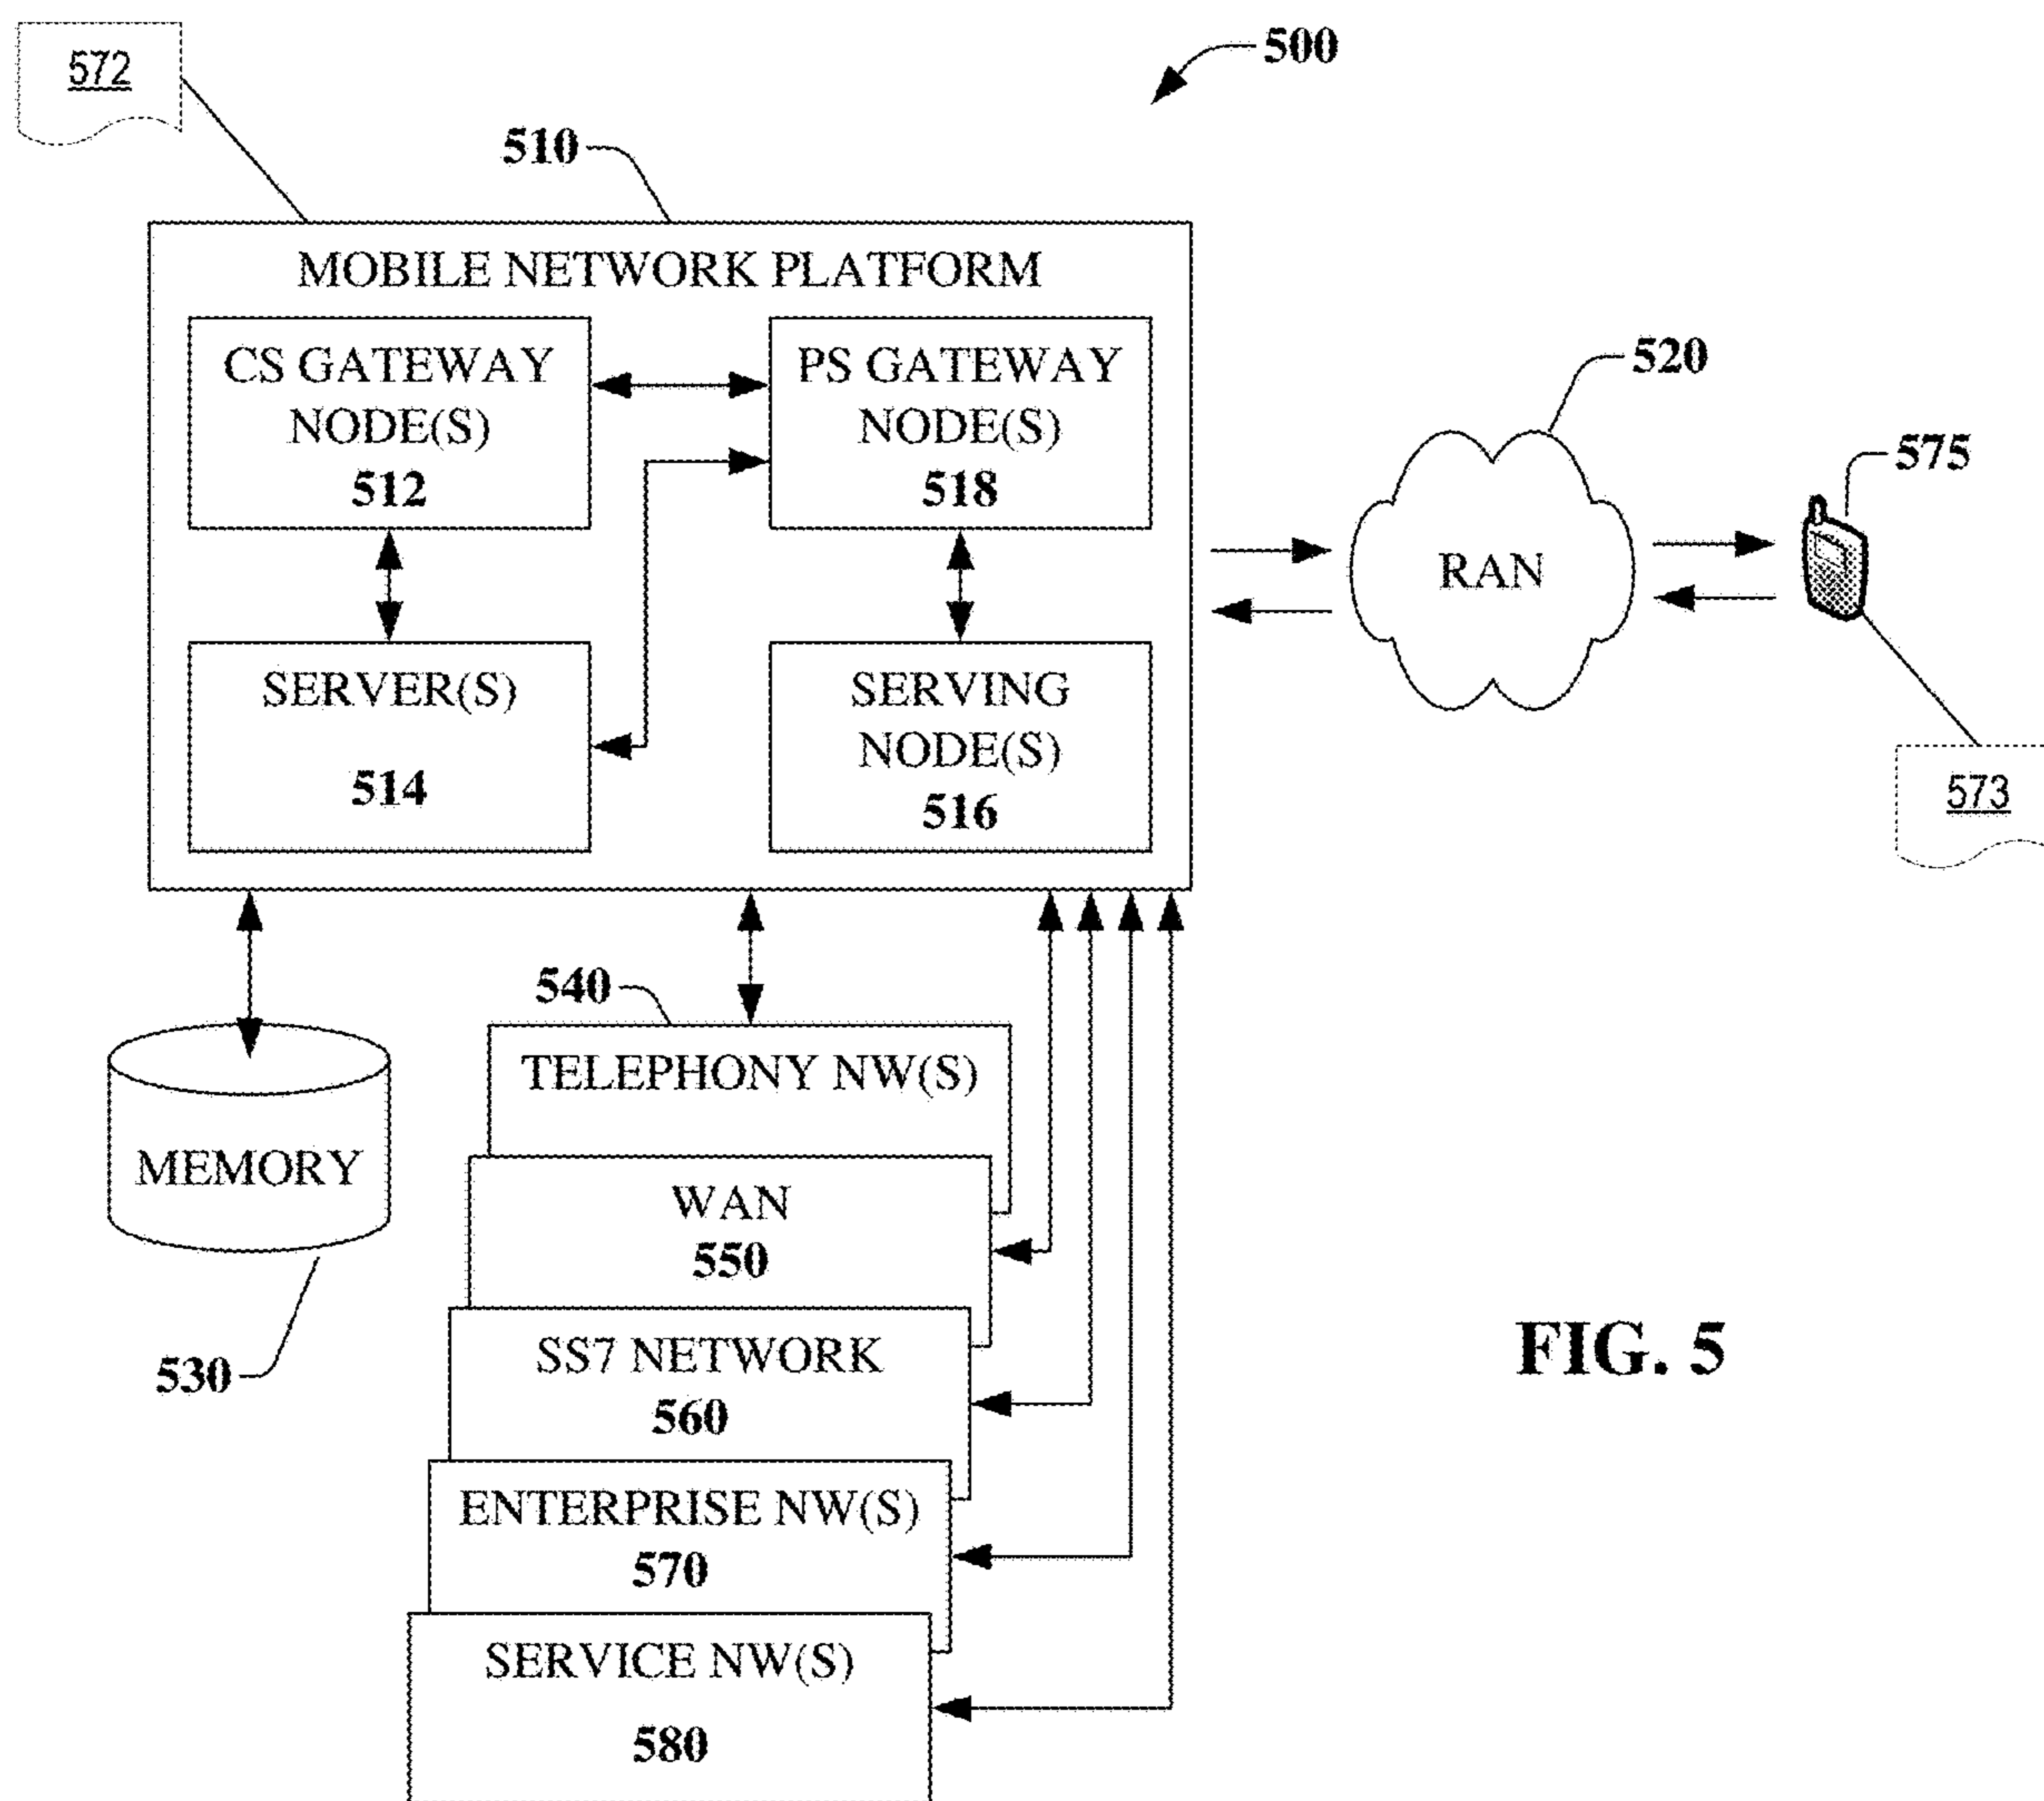 572
500
510
MOBILE NETWORK PLATFORM
CS GATEWAY
NODE(S)
512
PS GATEWAY
NODE(S)
518
SERVER(S)
514
SERVING
NODE(S)
516
520
RAN
575
573
540
TELEPHONY NW(S)
MEMORY
530
WAN
550
SS7 NETWORK
560
ENTERPRISE NW(S)
570
SERVICE NW(S)
580
FIG. 5